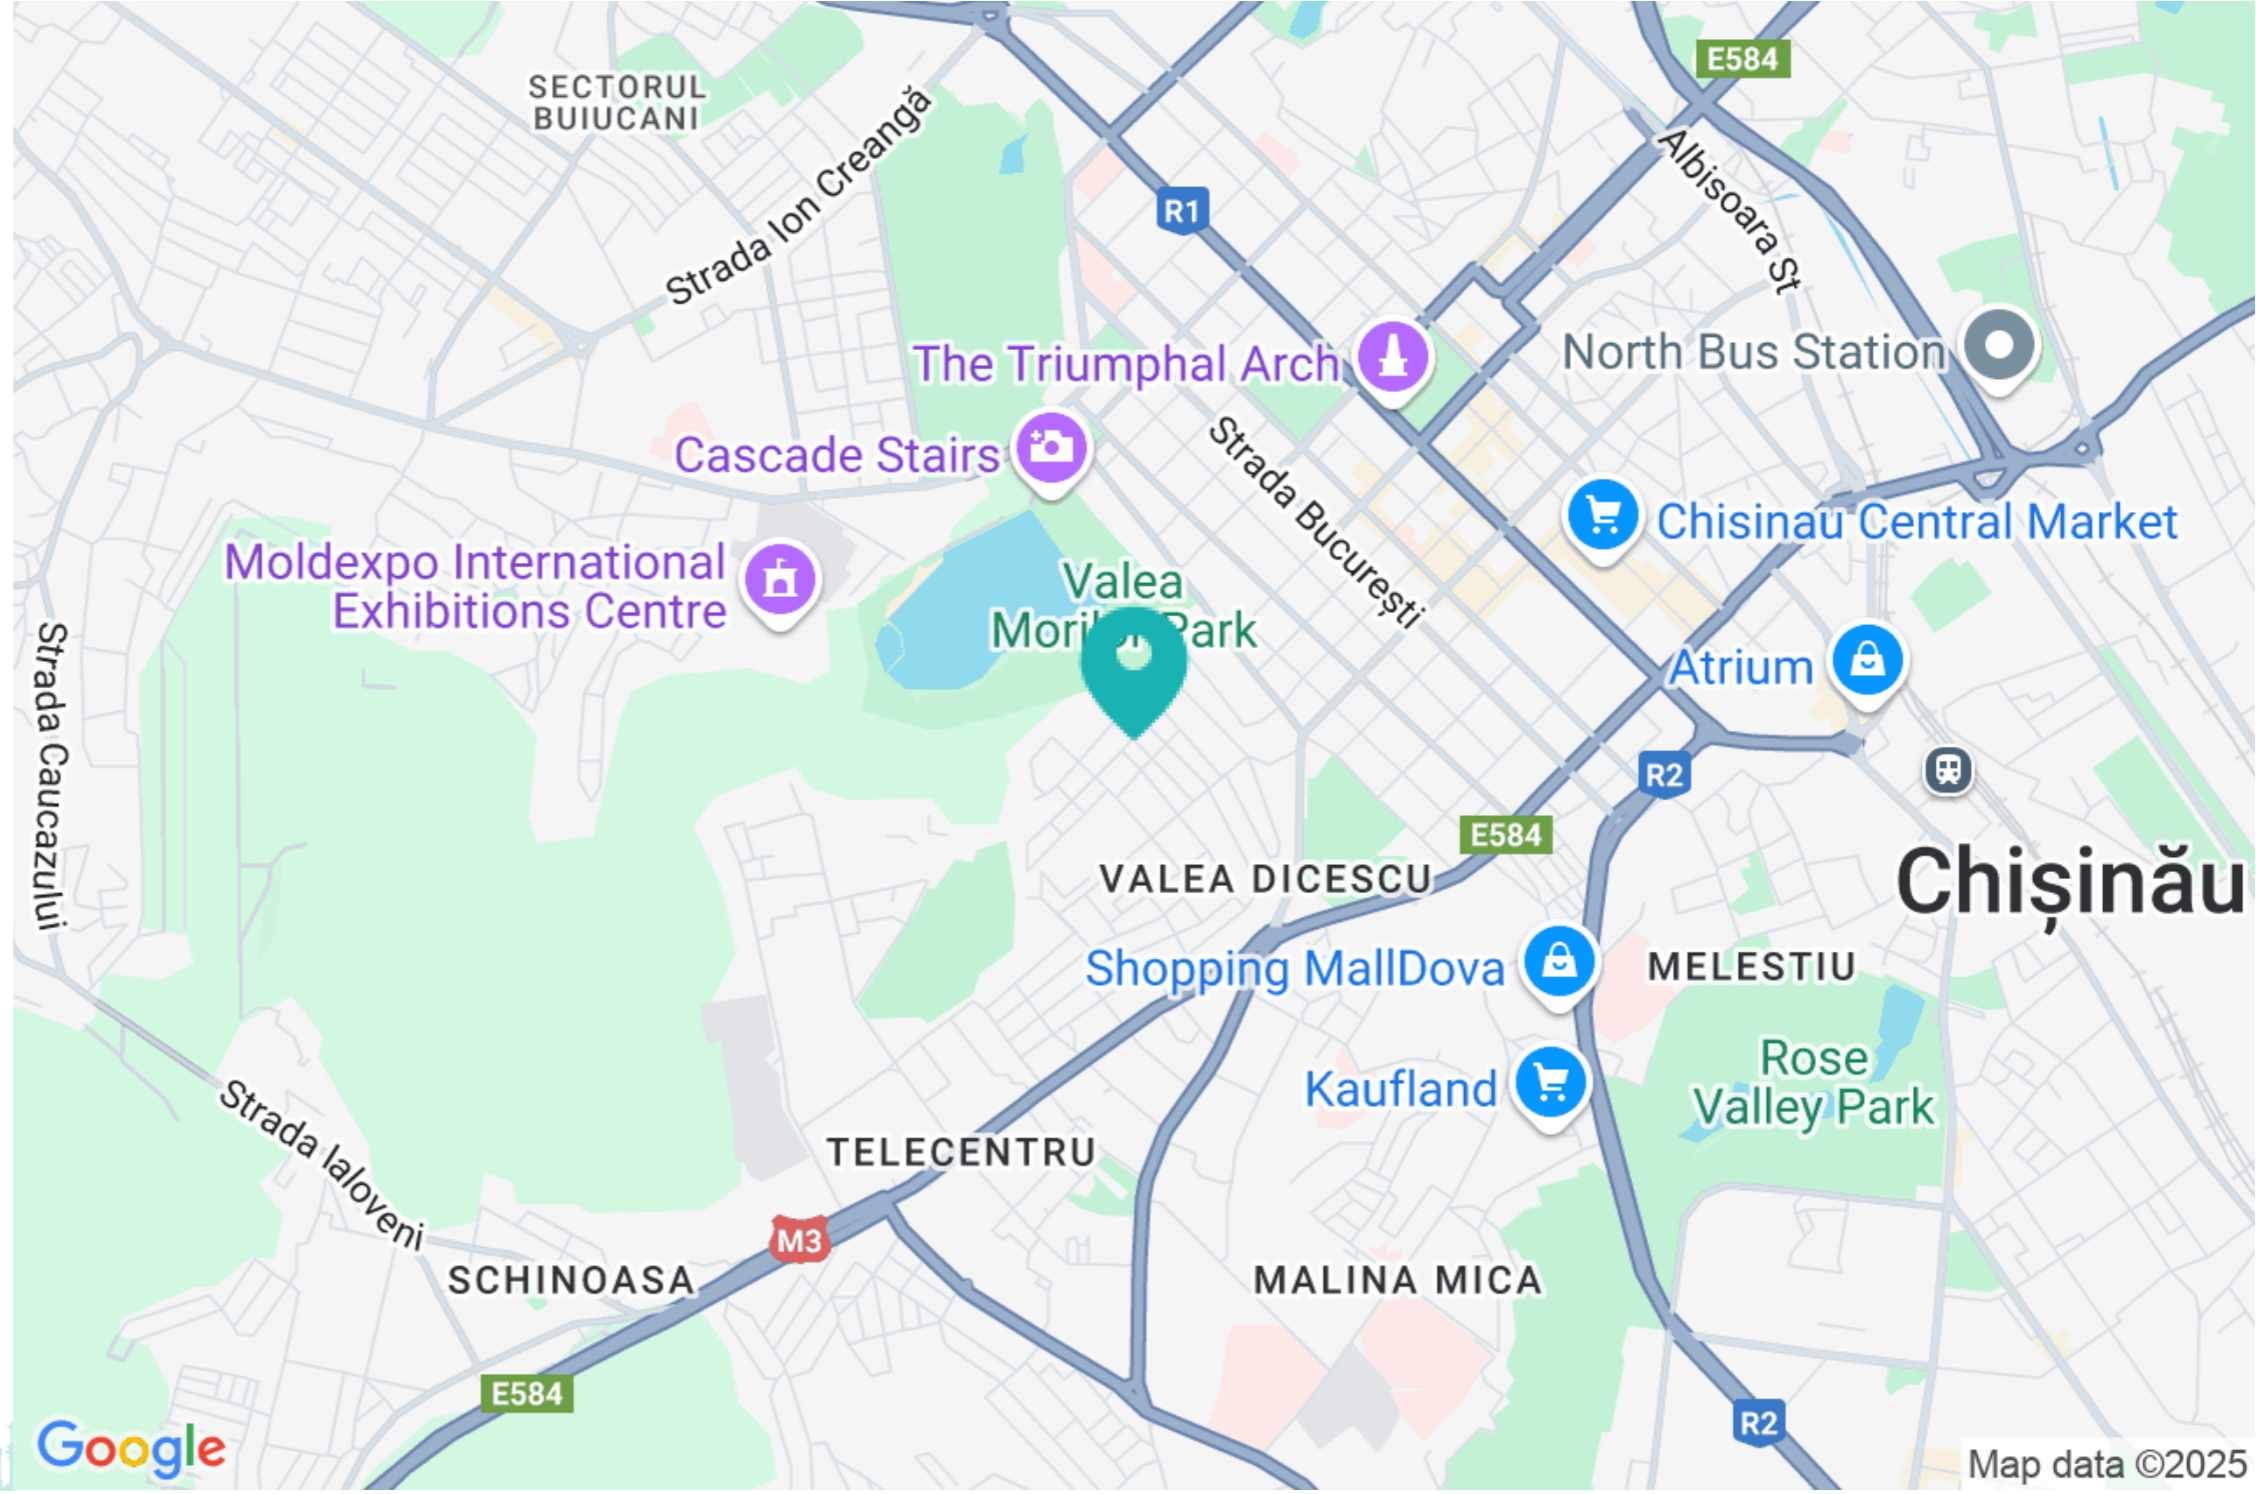 E584
SECTORUL
BUIUCANI
Strada Ion Creangă
Albisoara St
R1
The Triumphal Arch
North Bus Station
Cascade Stairs
Strada București
Chisinau Central Market
Moldexpo International
Exhibitions Centre
Valea
Morilor Park
Strada Caucazului
Atrium
R2
E584
VALEA DICESCU
Chișinău
Shopping MallDova
MELESTIU
Rose
Valley Park
Kaufland
Strada Ialoveni
TELECENTRU
M3
SCHINOASA
MALINA MICA
E584
R2
Google
Map data ©2025